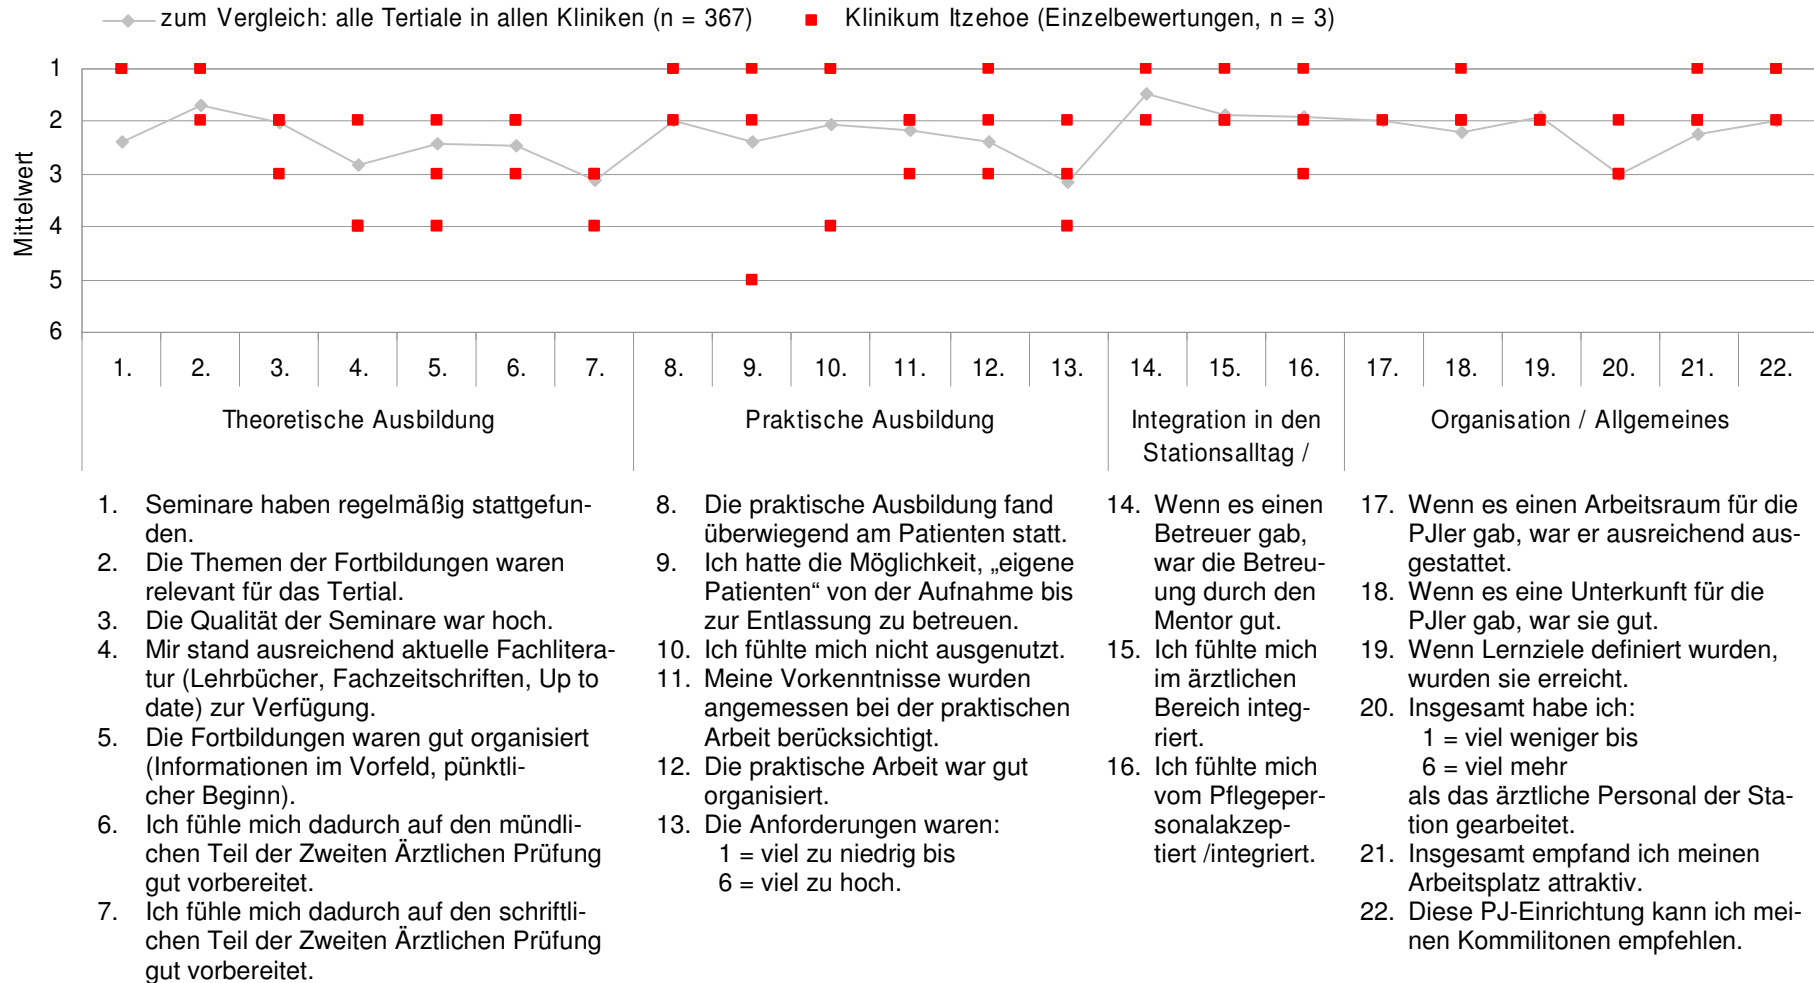 zum Vergleich: alle Tertiale in allen Kliniken (n = 367)
Klinikum Itzehoe (Einzelbewertungen, n = 3)
Mittelwert
1
2
3
4
5
6
1. 2. 3. 4. 5. 6. 7. 8. 9. 10. 11. 12. 13. 14. 15. 16. 17. 18. 19. 20. 21. 22.
Theoretische Ausbildung
Praktische Ausbildung
Integration in den
Stationsalltag /
Organisation / Allgemeines
1. Seminare haben regelmäßig stattgefun-
den.
2. Die Themen der Fortbildungen waren
relevant für das Tertial.
3. Die Qualität der Seminare war hoch.
4. Mir stand ausreichend aktuelle Fachlitera-
tur (Lehrbücher, Fachzeitschriften, Up to
date) zur Verfügung.
5. Die Fortbildungen waren gut organisiert
(Informationen im Vorfeld, pünktli-
cher Beginn).
6. Ich fühle mich dadurch auf den mündli-
chen Teil der Zweiten Ärztlichen Prüfung
gut vorbereitet.
7. Ich fühle mich dadurch auf den schriftli-
chen Teil der Zweiten Ärztlichen Prüfung
gut vorbereitet.
8. Die praktische Ausbildung fand
überwiegend am Patienten statt.
9. Ich hatte die Möglichkeit, „eigene
Patienten“ von der Aufnahme bis
zur Entlassung zu betreuen.
10. Ich fühlte mich nicht ausgenutzt.
11. Meine Vorkenntnisse wurden
angemessen bei der praktischen
Arbeit berücksichtigt.
12. Die praktische Arbeit war gut
organisiert.
13. Die Anforderungen waren:
1 = viel zu niedrig bis
6 = viel zu hoch.
14. Wenn es einen
Betreuer gab,
war die Betreu-
ung durch den
Mentor gut.
15. Ich fühlte mich
im ärztlichen
Bereich integ-
riert.
16. Ich fühlte mich
vom Pflegeper-
sonalakzep-
tiert /integriert.
17. Wenn es einen Arbeitsraum für die
PJler gab, war er ausreichend aus-
gestattet.
18. Wenn es eine Unterkunft für die
PJler gab, war sie gut.
19. Wenn Lernziele definiert wurden,
wurden sie erreicht.
20. Insgesamt habe ich:
1 = viel weniger bis
6 = viel mehr
als das ärztliche Personal der Sta-
tion gearbeitet.
21. Insgesamt empfand ich meinen
Arbeitsplatz attraktiv.
22. Diese PJ-Einrichtung kann ich mei-
nen Kommilitonen empfehlen.